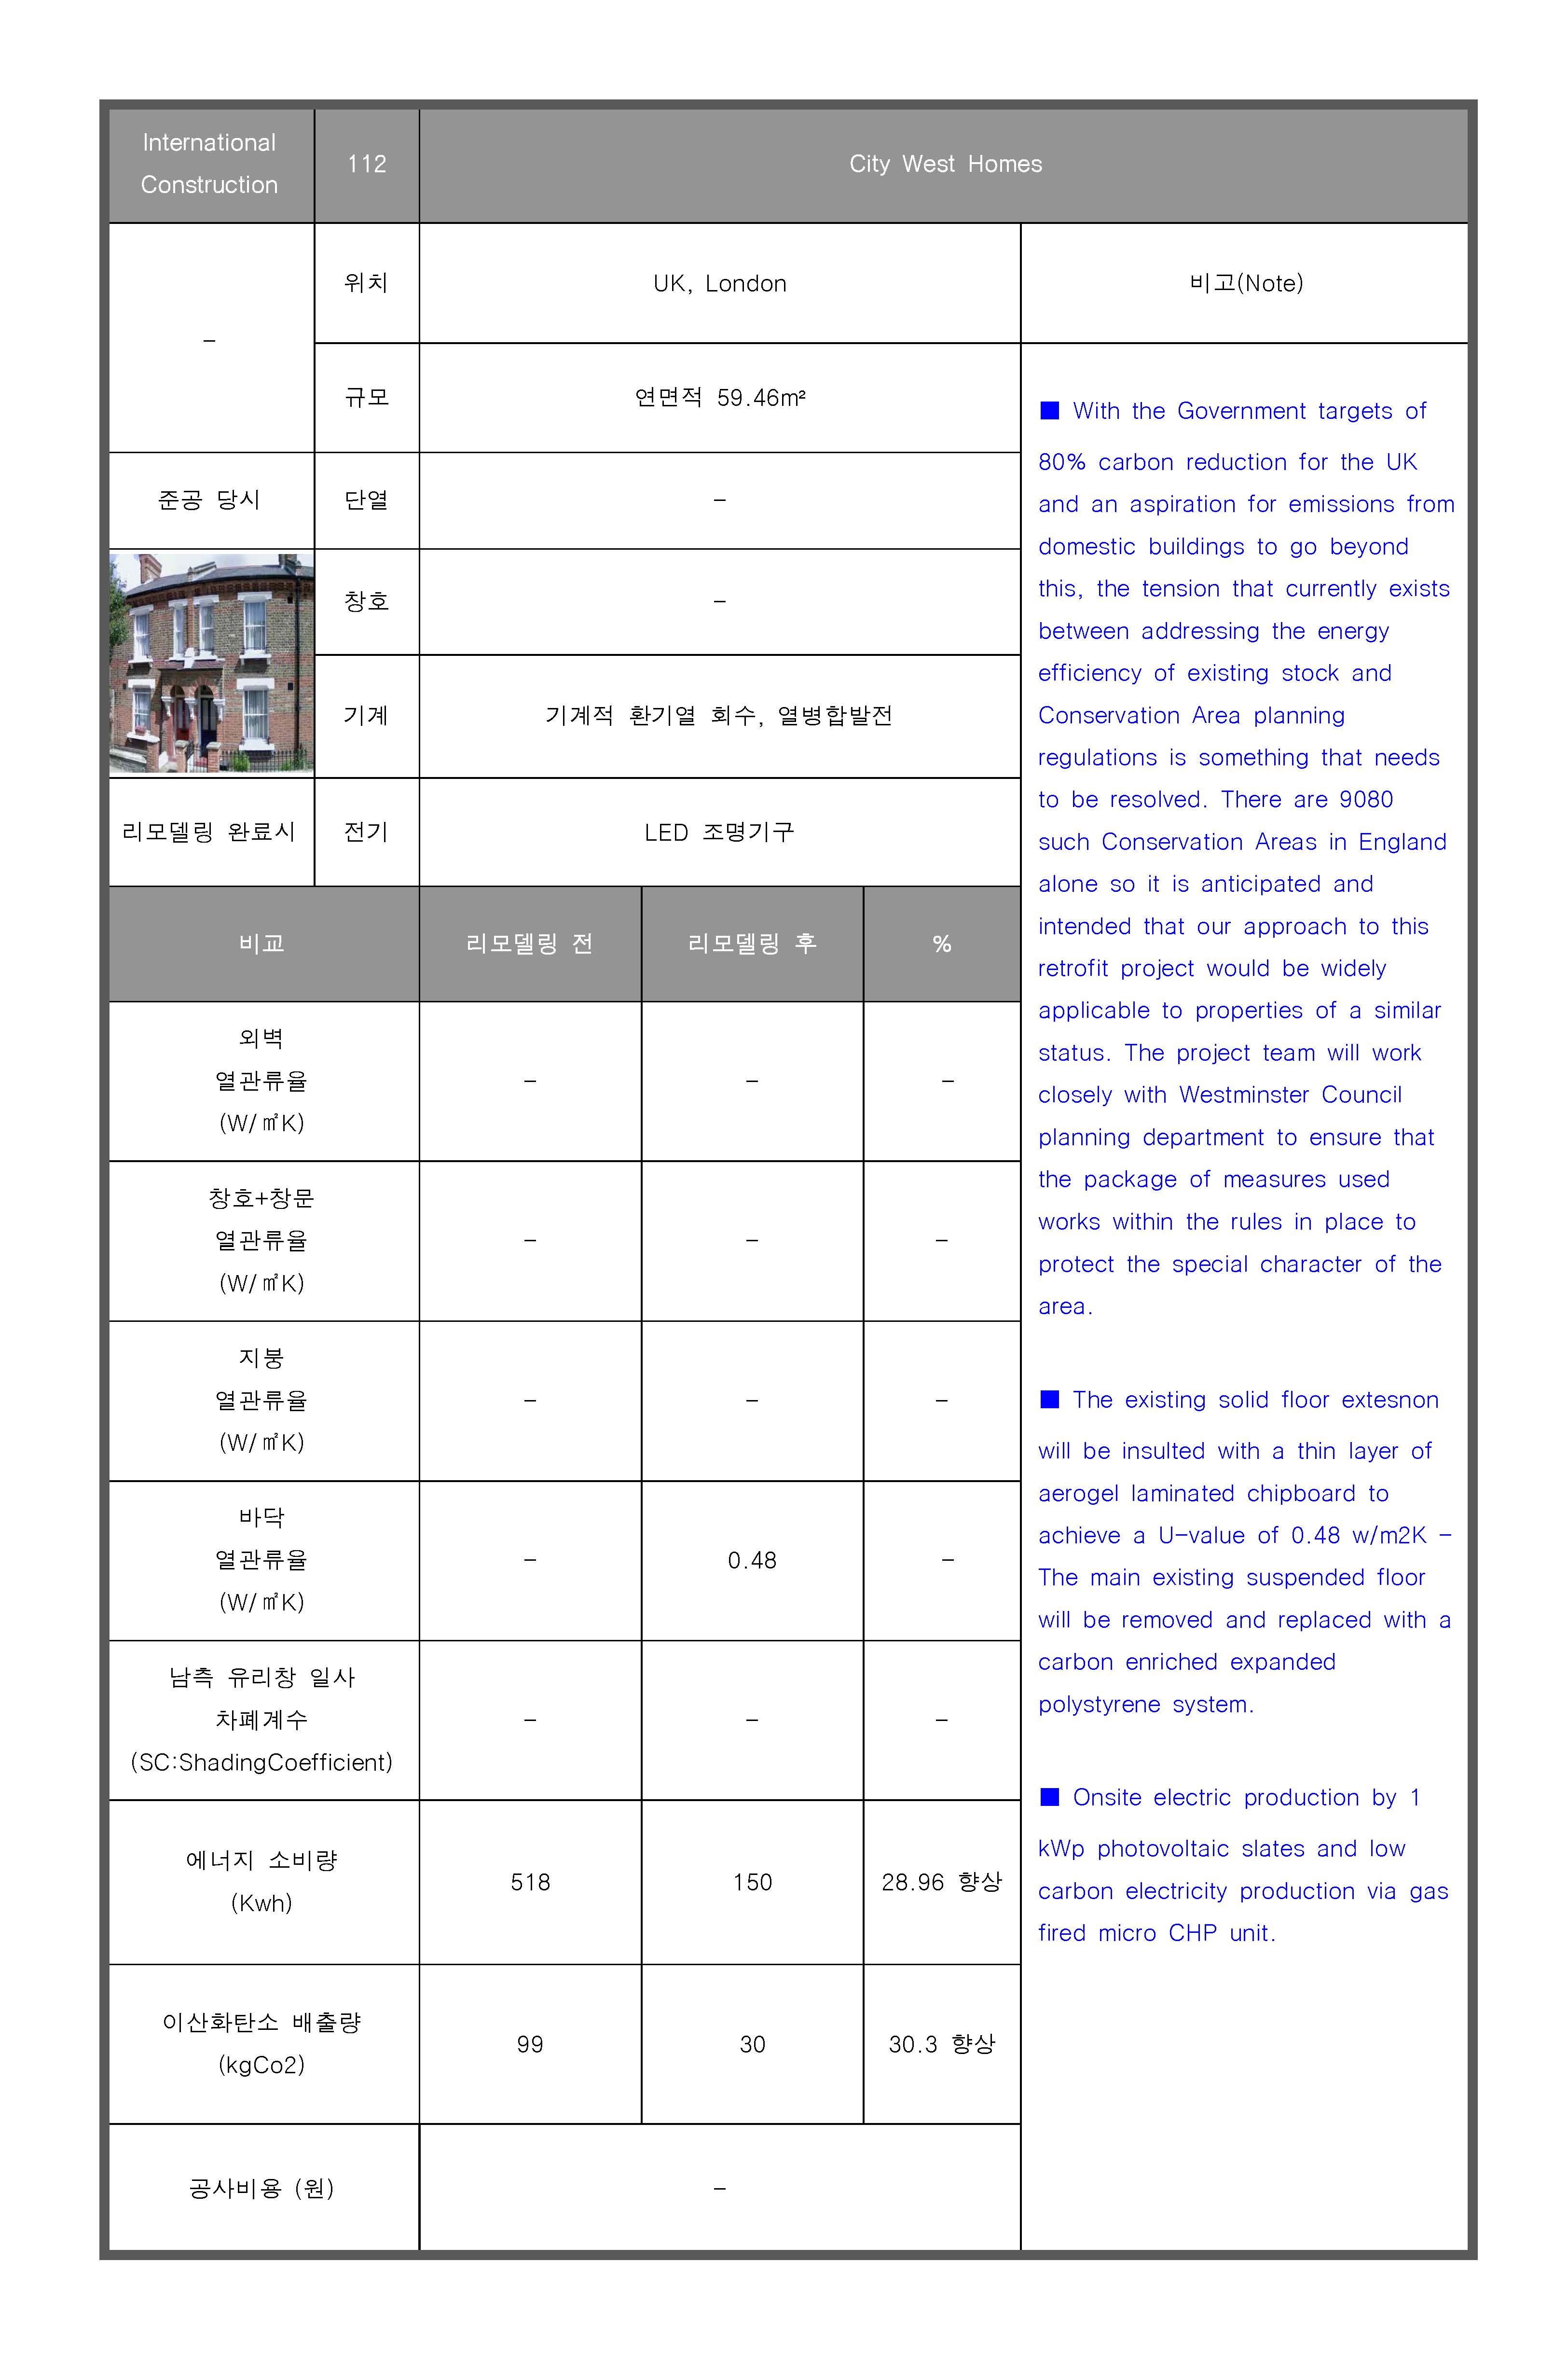 International
Construction
112
City West Homes
–
위치
UK, London
비고(Note)
규모
연면적 59.46m²
준공 당시
단열
–
창호
–
기계
기계적 환기열 회수, 열병합발전
리모델링 완료시
전기
LED 조명기구
비교
리모델링 전
리모델링 후
%
외벽
열관류율
(W/㎡K)
–
–
–
창호+창문
열관류율
(W/㎡K)
–
–
–
지붕
열관류율
(W/㎡K)
–
–
–
바닥
열관류율
(W/㎡K)
–
0.48
–
남측 유리창 일사
차폐계수
(SC:ShadingCoefficient)
–
–
–
에너지 소비량
(Kwh)
518
150
28.96 향상
이산화탄소 배출량
(kgCo2)
99
30
30.3 향상
공사비용 (원)
–
■ With the Government targets of
80% carbon reduction for the UK
and an aspiration for emissions from
domestic buildings to go beyond
this, the tension that currently exists
between addressing the energy
efficiency of existing stock and
Conservation Area planning
regulations is something that needs
to be resolved. There are 9080
such Conservation Areas in England
alone so it is anticipated and
intended that our approach to this
retrofit project would be widely
applicable to properties of a similar
status. The project team will work
closely with Westminster Council
planning department to ensure that
the package of measures used
works within the rules in place to
protect the special character of the
area.
■ The existing solid floor extesnon
will be insulted with a thin layer of
aerogel laminated chipboard to
achieve a U-value of 0.48 w/m2K -
The main existing suspended floor
will be removed and replaced with a
carbon enriched expanded
polystyrene system.
■ Onsite electric production by 1
kWp photovoltaic slates and low
carbon electricity production via gas
fired micro CHP unit.